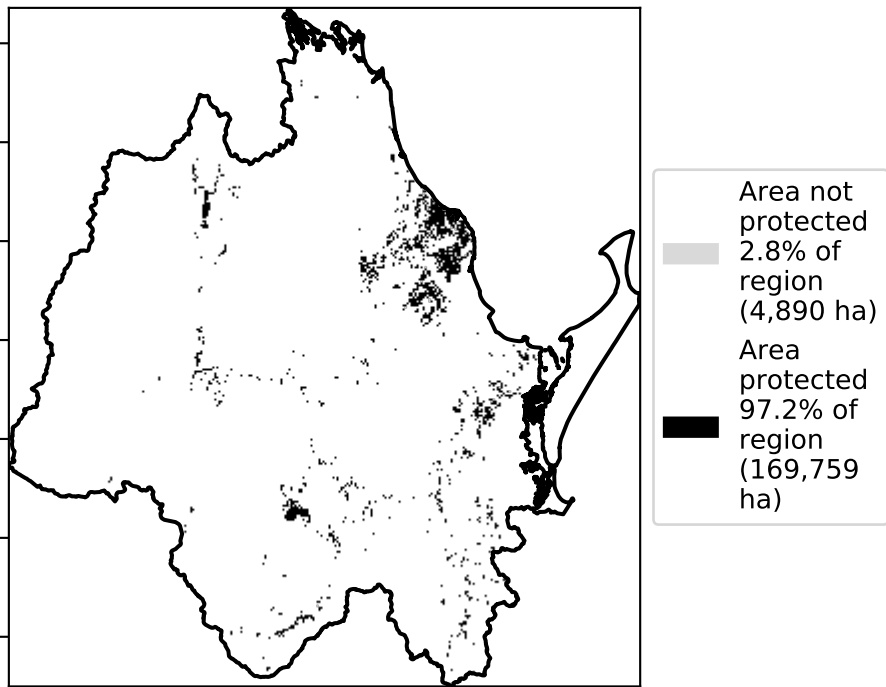 Area not
protected
2.8% of
region
(4,890 ha)
Area
protected
97.2% of
region
(169,759
ha)